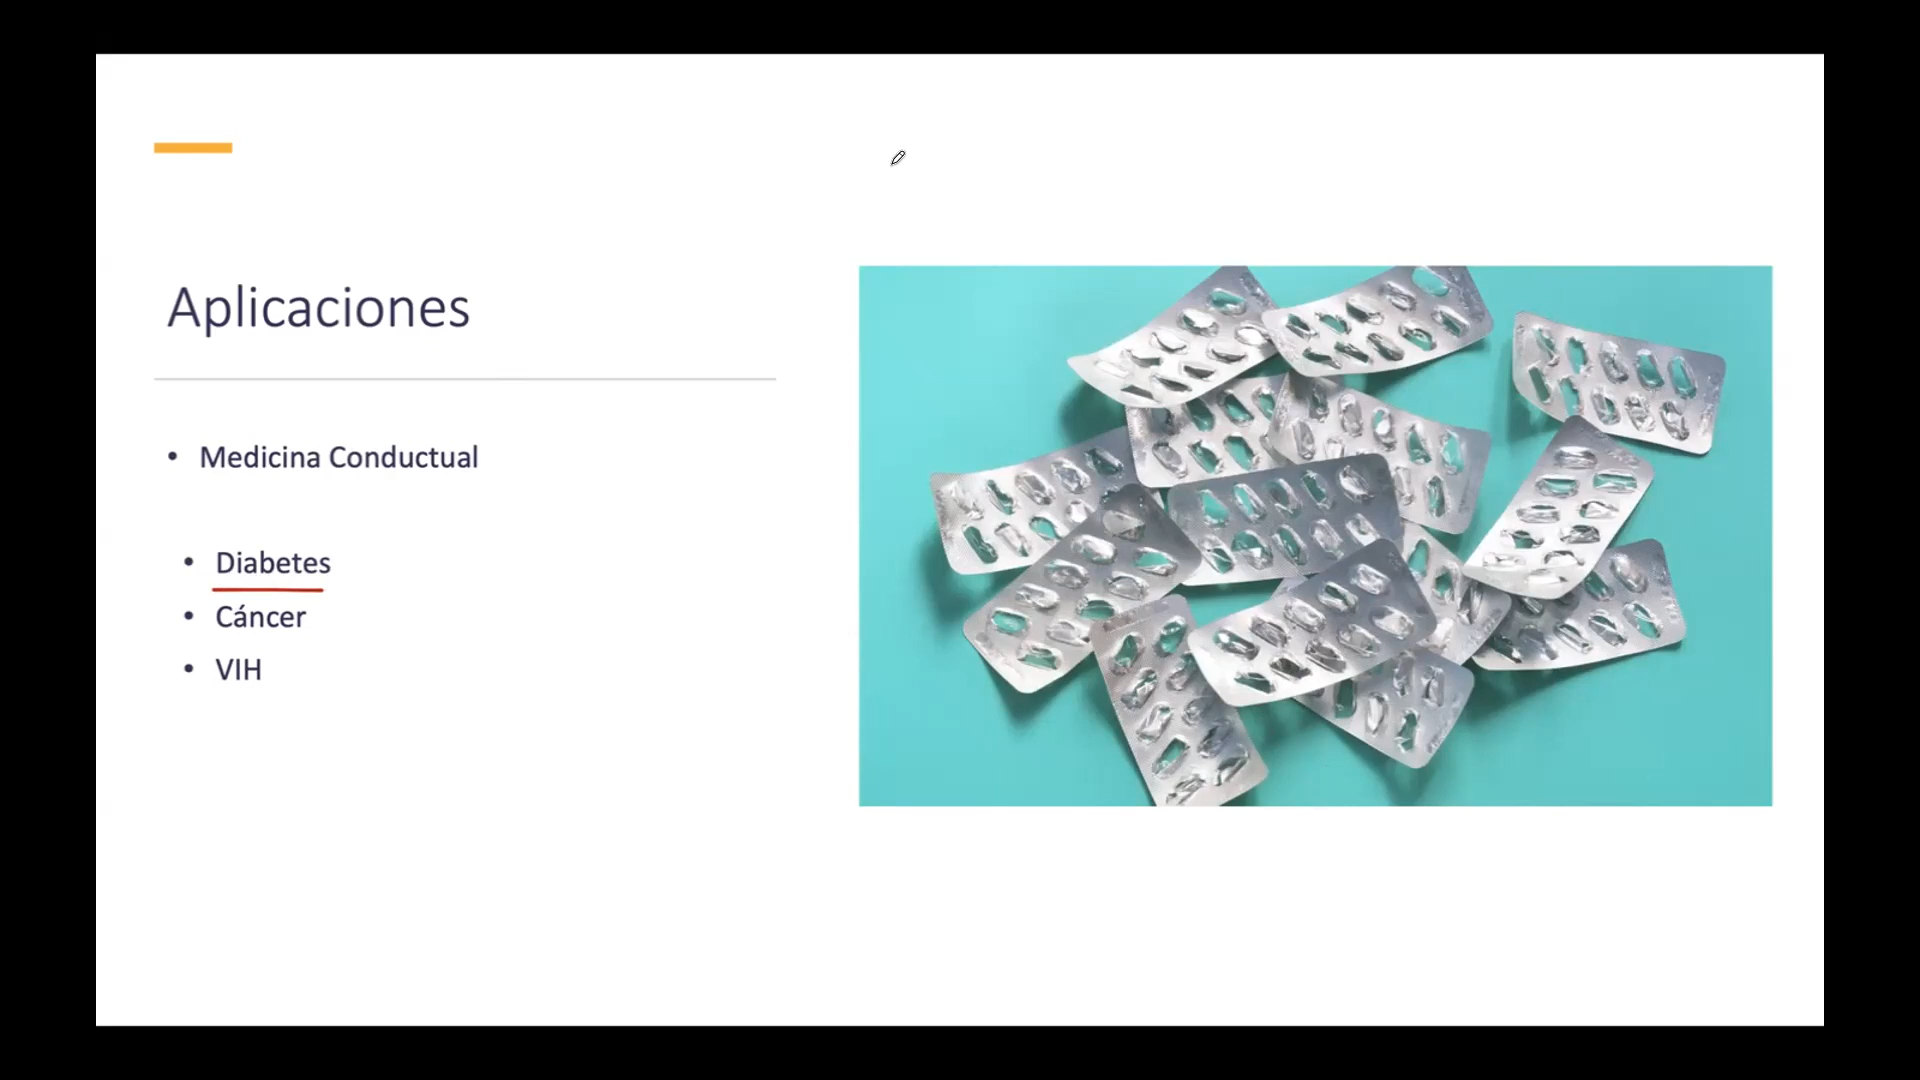 Aplicaciones
• Medicina Conductual
• Diabetes
• Cáncer
• VIH